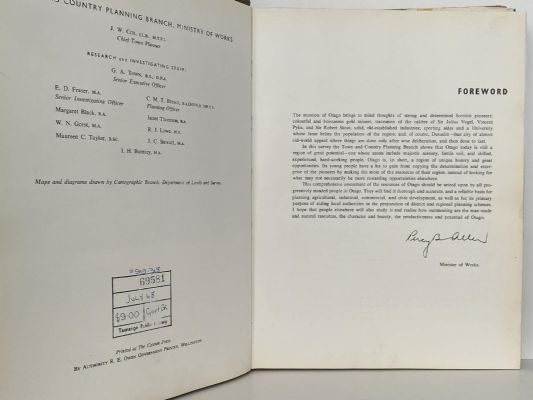 COUNTRY PLANNING BRANCH, MINISTRY OF WORKS
J. W. Cox, LL.B., M.T.P.I.
Chief Town Planner
RESEARCH AND INVESTIGATING STAFF:
G. A. Town, B.A., D.P.A.
Senior Executive Officer
E. D. Fraser, M.A.
Senior Investigating Officer
C. M. T.
Planning Officer
Margaret Black, M.A.
Janet Thomson, B.A.
W. N. Gorst, M.A.
R. J. Lowe, M.A.
Maureen C. Taylor, B.SC.
J. C. Stewart, B.A.
I. H. Burnley, M.A.
Maps and diagrams drawn by Cartographic Branch, Department of Lands and Survey
69581
JULY 68
$9.00
Tauranga Public Library
Printed at The Caxton Press
By Authority R. E. Owen Government Printer, Wellington
FOREWORD
The mention of Otago brings to mind thoughts of strong and determined Scottish pioneers;
colourful and boisterous gold miners; statesmen of the calibre of Sir Julius Vogel, Vincent
Pyke, and Sir Robert Stout; solid, old-established industries; sporting sides and a University
whose fame belies the population of the region; and, of course, Dunedin—that city of almost
old-world appeal where things are done only after wise deliberation, and then done to last.
In this survey the Town and Country Planning Branch shows that Otago today is still a
region of great potential—one whose assets include majestic scenery, fertile soil, and skilled,
experienced, hard-working people. Otago is, in short, a region of unique history and great
opportunities. Its young people have a lot to gain from copying the determination and enter-
prise of the pioneers by making the most of the resources of their region, instead of looking for
what may not necessarily be more rewarding opportunities elsewhere.
This comprehensive assessment of the resources of Otago should be seized upon by all pro-
gressively minded people in Otago. They will find it thorough and accurate, and a reliable basis for
planning agricultural, industrial, commercial, and civic development, as well as for its primary
purpose of aiding local authorities in the preparation of district and regional planning schemes.
I hope that people elsewhere will also study it and realise how outstanding are the man-made
and natural resources, the character and beauty, the productiveness and potential of Otago.
Percy B. Allen
Minister of Works.